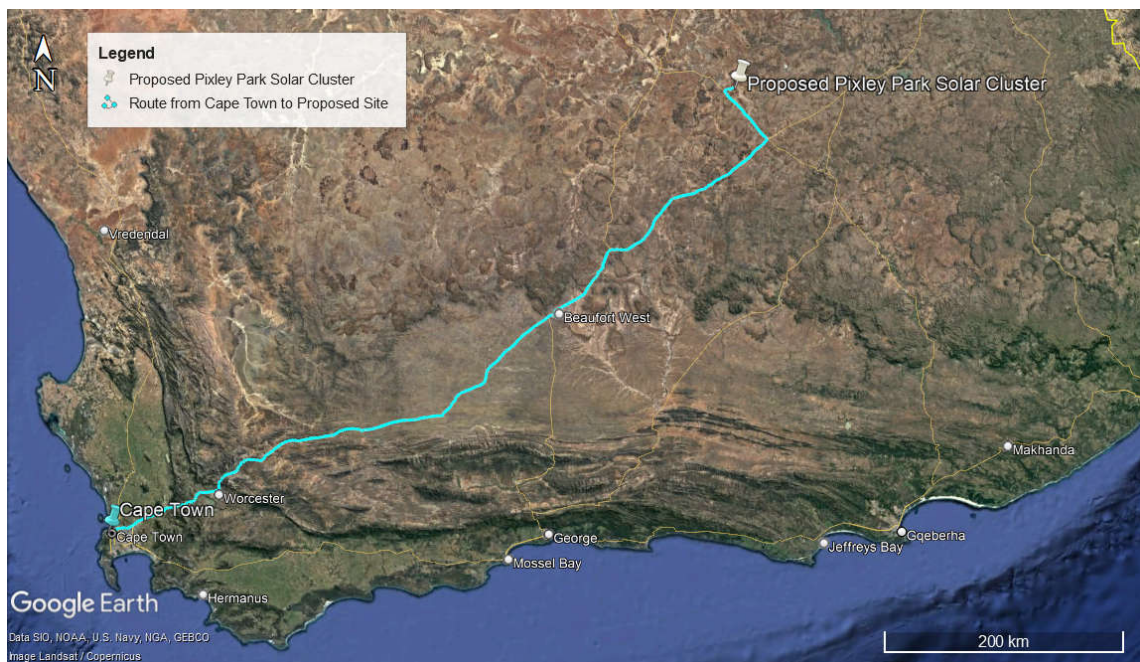 Legend
Proposed Pixley Park Solar Cluster
Route from Cape Town to Proposed Site
N
Proposed Pixley Park Solar Cluster
Vredendal
Beaufort West
Makhanda
Worcester
Cape Town
Cape Town
George
Gqeberha
Jeffreys Bay
Mossel Bay
Hermanus
Google Earth
Data SIO, NOAA, U.S. Navy, NGA, GEBCO
Image Landsat / Copernicus
200 km